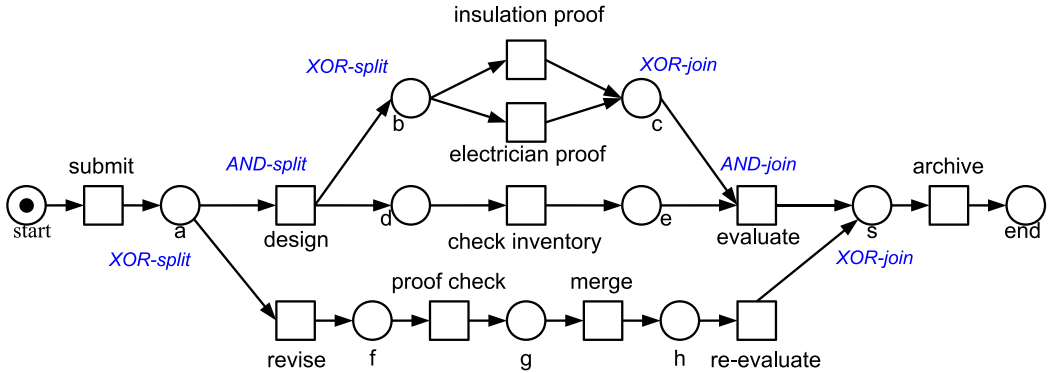 insulation proof
XOR-split
XOR-join
b
c
electrician proof
AND-split
AND-join
submit
archive
start
a
design
d
check inventory
e
evaluate
s
end
XOR-split
XOR-join
proof check
merge
revise
f
g
h
re-evaluate